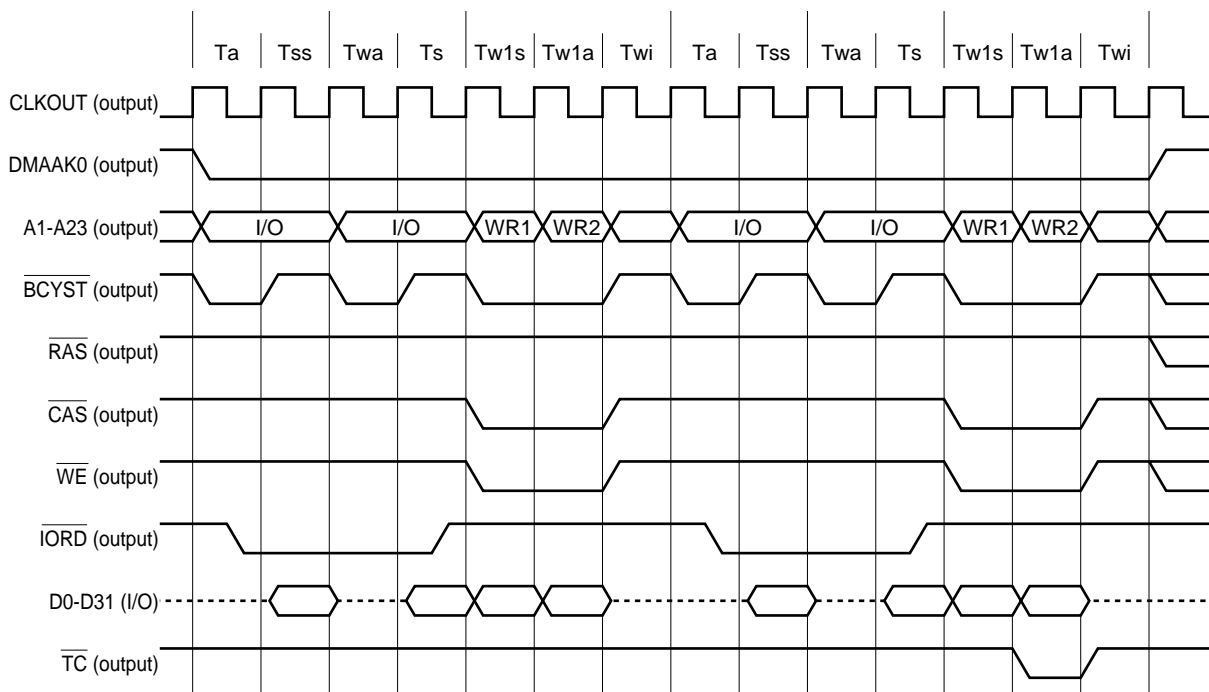 Ta Tss Twa Ts Tw1s Tw1a Twi Ta Tss Twa Ts Tw1s Tw1a Twi
CLKOUT (output)
DMAAK0 (output)
A1-A23 (output) I/O I/O WR1 WR2 I/O I/O WR1 WR2
BCYST (output)
RAS (output)
CAS (output)
WE (output)
IORD (output)
D0-D31 (I/O)
TC (output)